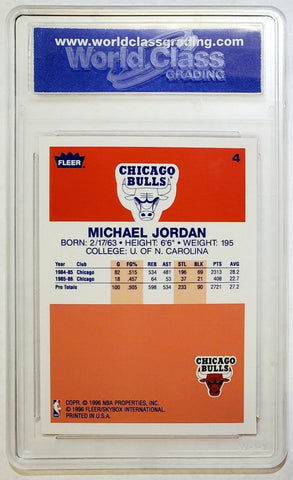 www.worldclassgrading.com
World Class
GRADING
FLEER
4
CHICAGO
BULLS
MICHAEL JORDAN
BORN: 2/17/63 • HEIGHT: 6'6" • WEIGHT: 195
COLLEGE: U. OF N. CAROLINA
Year Club G FG% REB AST STL BLK PTS AVG
1984-85 Chicago 82 .515 534 481 196 69 2313 28.2
1985-86 Chicago 18 .457 64 53 37 21 408 22.7
Pro Totals 100 .505 598 534 233 90 2721 27.2
CHICAGO
BULLS
COPR. © 1996 NBA PROPERTIES, INC.
© 1996 FLEER/SKYBOX INTERNATIONAL.
PRINTED IN U.S.A.